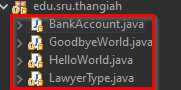 edu.sru.thangiah
BankAccount.java
GoodbyeWorld.java
HelloWorld.java
LawyerType.java